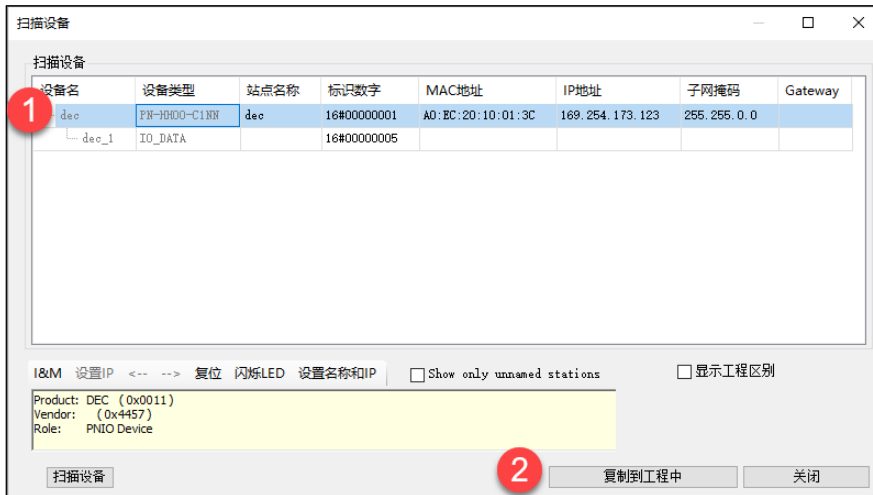 扫描设备
扫描设备
设备名 设备类型 站点名称 标识数字 MAC地址 IP地址 子网掩码 Gateway
1 dec PN-HH00-C1NN dec 16#00000001 A0:EC:20:10:01:3C 169.254.173.123 255.255.0.0
dec_1 IO_DATA 16#00000005
I&M 设置IP <-- --> 复位 闪烁LED 设置名称和IP Show only unnamed stations 显示工程区别
Product: DEC (0x0011)
Vendor: (0x4457)
Role: PNIO Device
扫描设备 2 复制到工程中 关闭